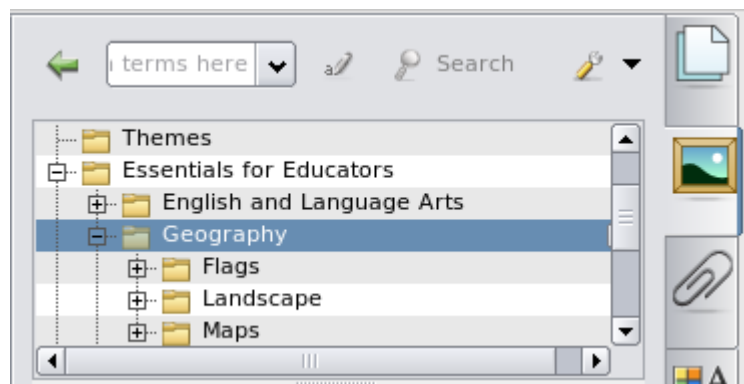 terms here
Search
Themes
Essentials for Educators
English and Language Arts
Geography
Flags
Landscape
Maps
A